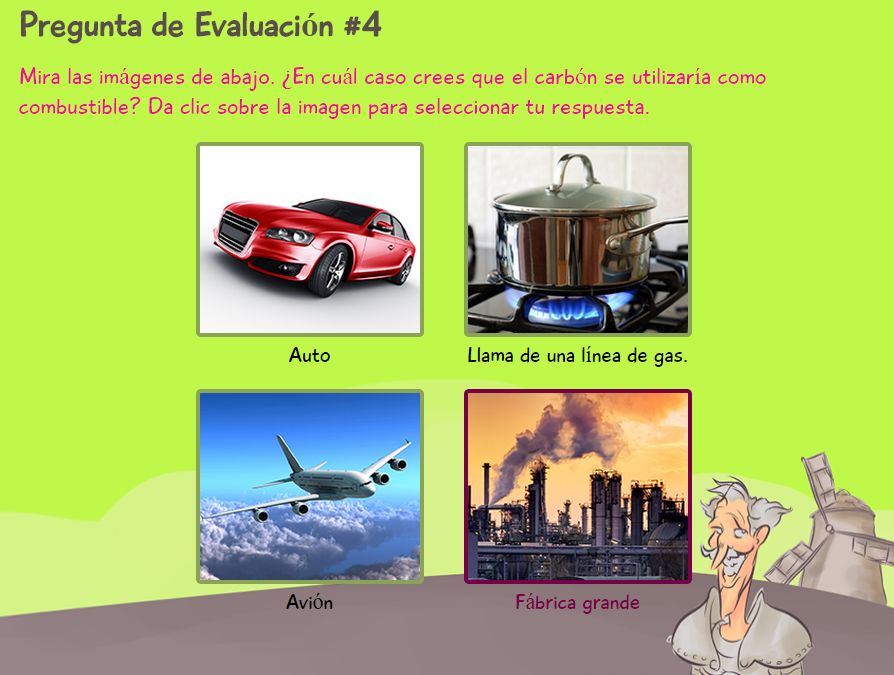 Pregunta de Evaluación #4
Mira las imágenes de abajo. ¿En cuál caso crees que el carbón se utilizaría como
combustible? Da clic sobre la imagen para seleccionar tu respuesta.
Auto
Llama de una línea de gas.
Avión
Fábrica grande